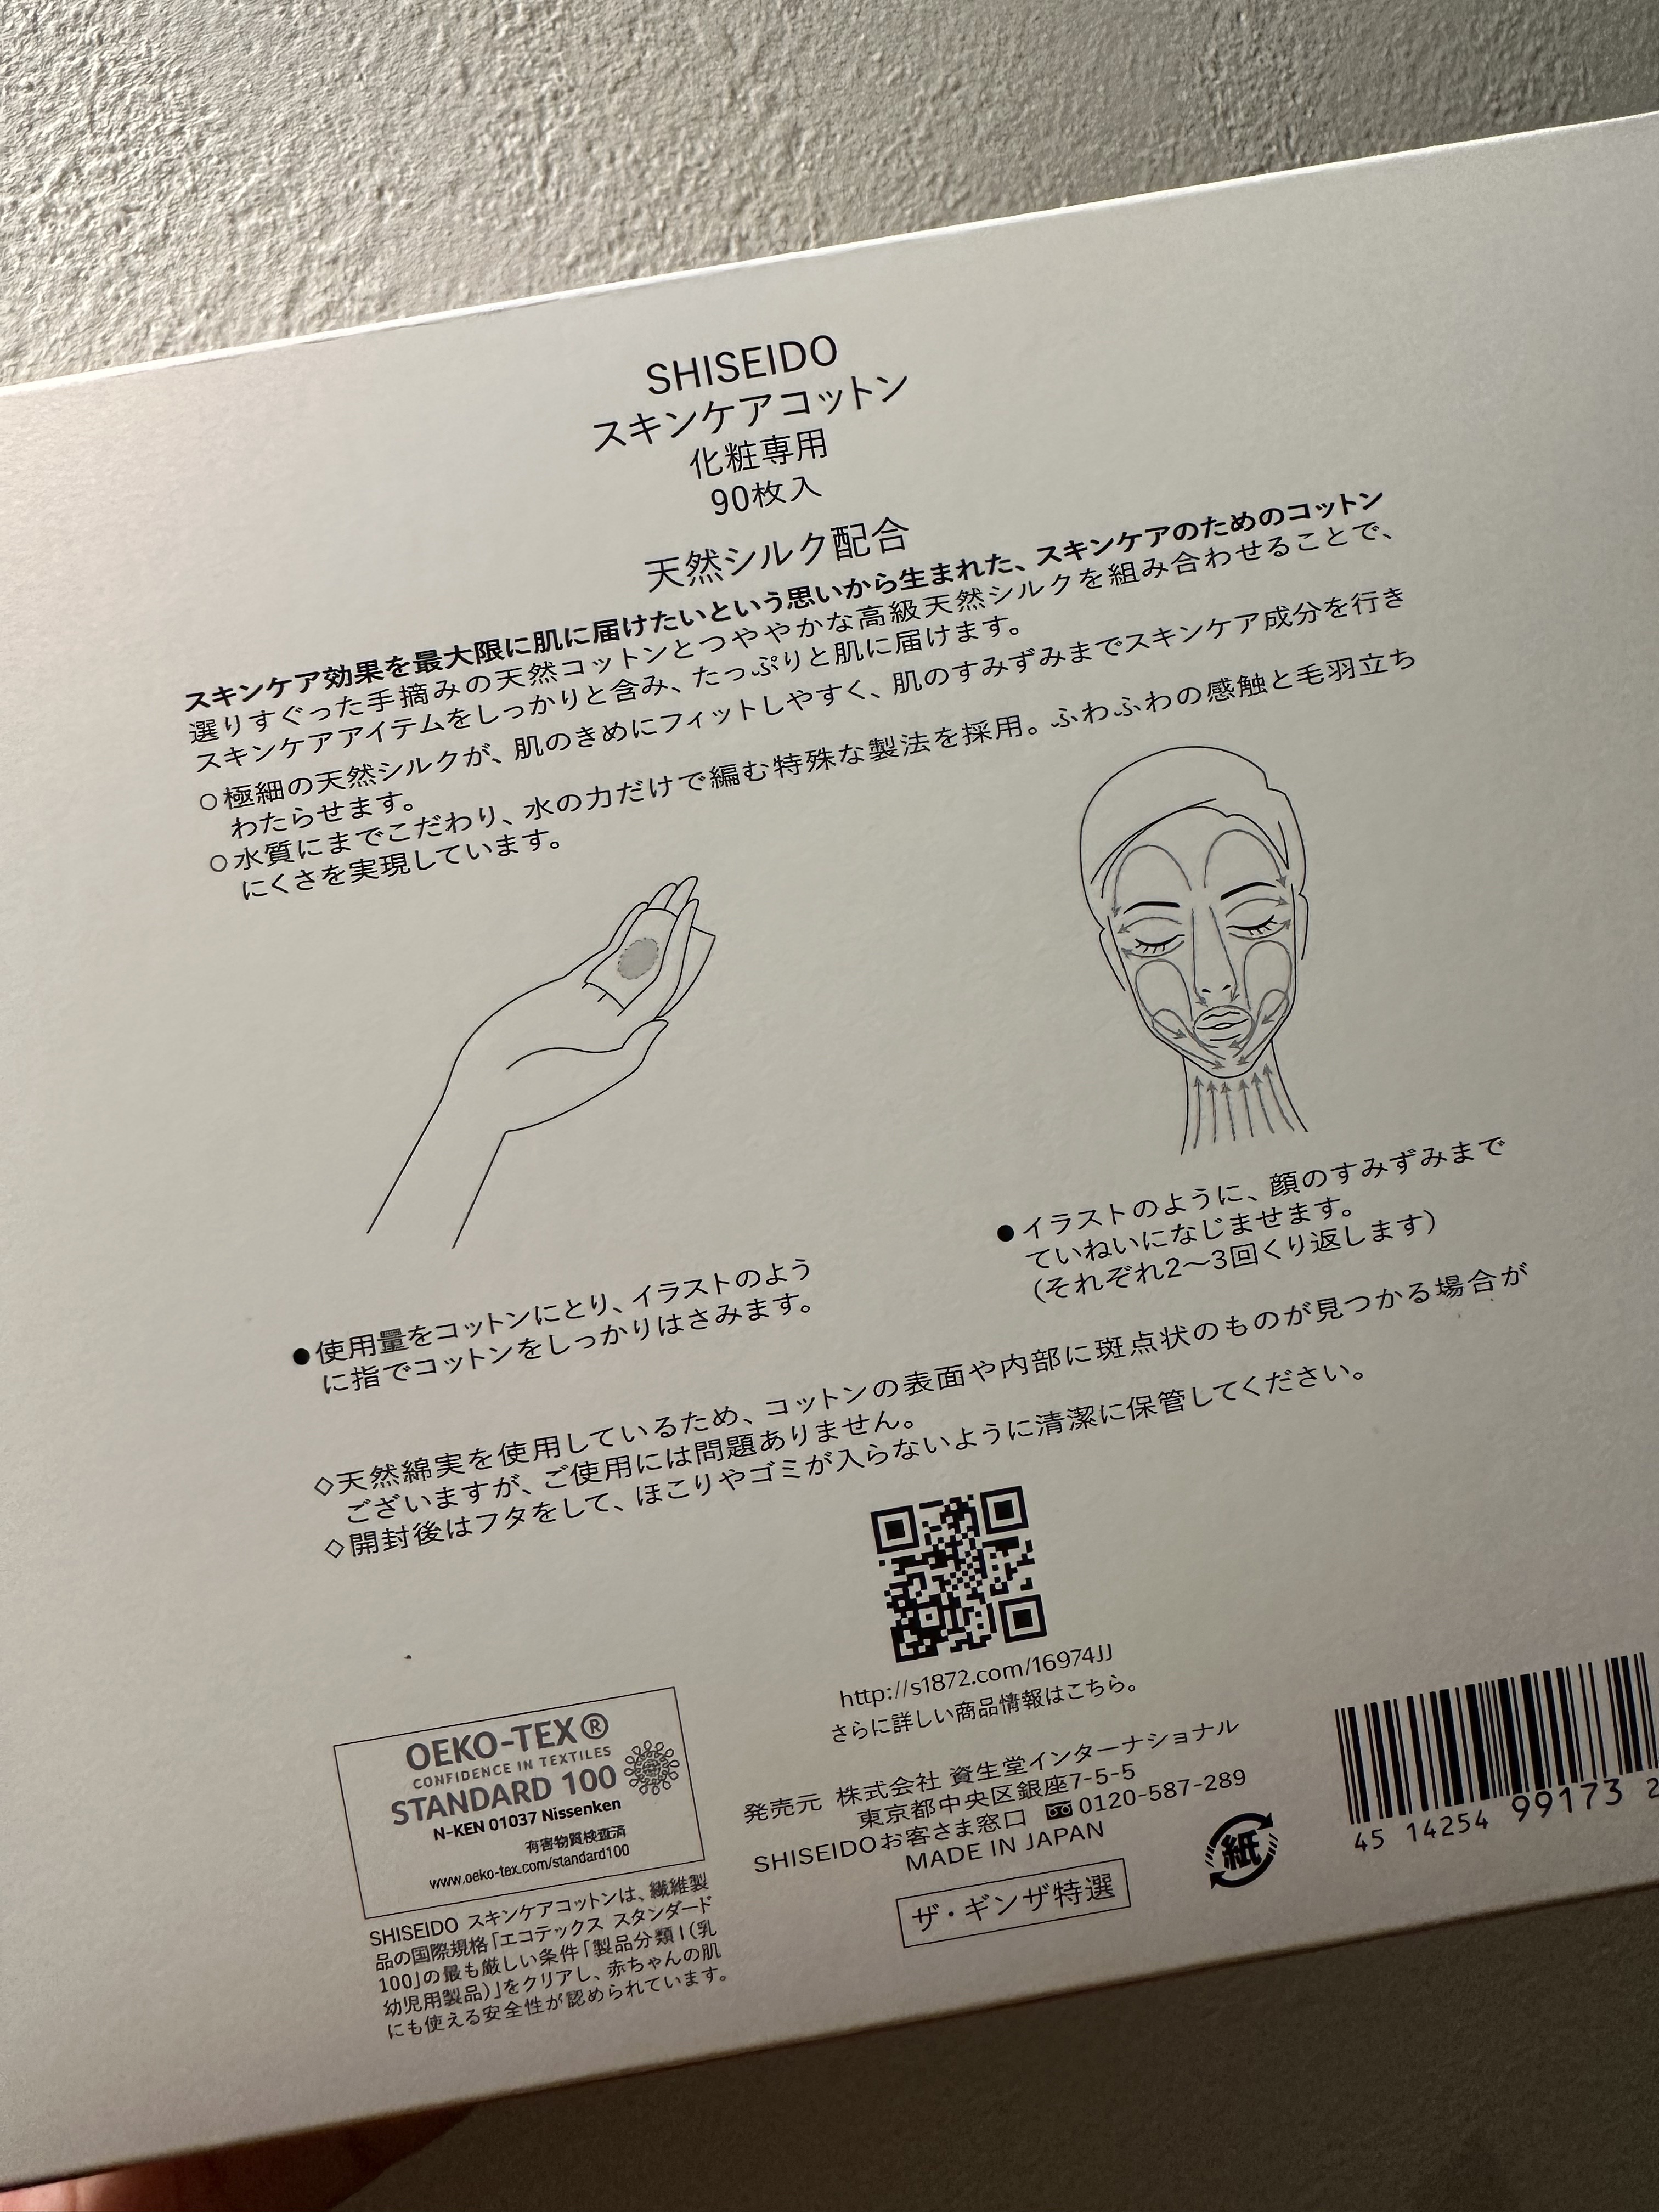 SHISEIDO
スキンケアコットン
化粧専用
90枚入
天然シルク配合
スキンケア効果を最大限に肌に届けたいという思いから生まれた、スキンケアのためのコットン
選りすぐった手摘みの天然コットンとつややかな高級天然シルクを組み合わせることで、
スキンケアアイテムをしっかりと含み、たっぷりと肌に届けます。
○極細の天然シルクが、肌のきめにフィットしやすく、肌のすみずみまでスキンケア成分を行き
わたらせます。
○水質にまでこだわり、水の力だけで編む特殊な製法を採用。ふわふわの感触と毛羽立ち
にくさを実現しています。
●使用量をコットンにとり、イラストのよう
に指でコットンをしっかりはさみます。
●イラストのように、顔のすみずみまで
ていねいになじませます。
(それぞれ2〜3回くり返します)
◇天然綿実を使用しているため、コットンの表面や内部に斑点状のものが見つかる場合が
ございますが、ご使用には問題ありません。
◇開封後はフタをして、ほこりやゴミが入らないように清潔に保管してください。
http://s1872.com/16974JJ
さらに詳しい商品情報はこちら。
OEKO-TEX®
CONFIDENCE IN TEXTILES
STANDARD 100
N-KEN 01037 Nissenken
有害物質検査済
www.oeko-tex.com/standard100
SHISEIDO スキンケアコットンは、繊維製
品の国際規格「エコテックス スタンダード
100」の最も厳しい条件「製品分類Ⅰ(乳
幼児用製品)」をクリアし、赤ちゃんの肌
にも使える安全性が認められています。
発売元 株式会社 資生堂インターナショナル
東京都中央区銀座7-5-5
SHISEIDOお客さま窓口 0120-587-289
MADE IN JAPAN
ザ・ギンザ特選
紙
45 14254 99173 2